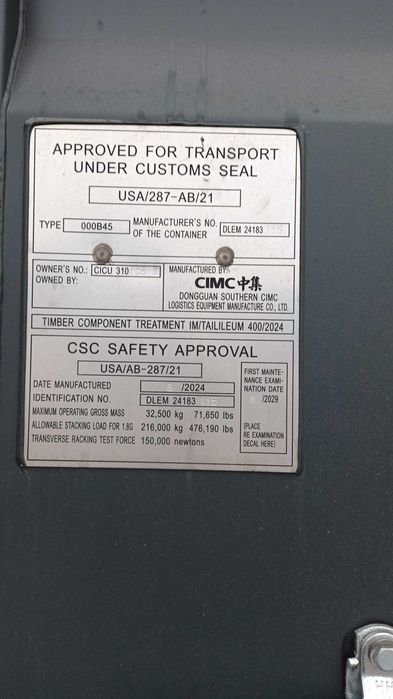 APPROVED FOR TRANSPORT
UNDER CUSTOMS SEAL
USA/287-AB/21
TYPE 000B45 MANUFACTURER'S NO. OF THE CONTAINER DLEM 24183
OWNER'S NO.: CICU 310
OWNED BY:
MANUFACTURED BY:
CIMC中集
DONGGUAN SOUTHERN CIMC
LOGISTICS EQUIPMENT MANUFACTURE CO., LTD.
TIMBER COMPONENT TREATMENT IM/TAILILEUM 400/2024
CSC SAFETY APPROVAL
USA/AB-287/21
DATE MANUFACTURED 6 /2024
IDENTIFICATION NO. DLEM 24183
MAXIMUM OPERATING GROSS MASS 32,500 kg 71,650 lbs
ALLOWABLE STACKING LOAD FOR 1.8G 216,000 kg 476,190 lbs
TRANSVERSE RACKING TEST FORCE 150,000 newtons
FIRST MAINTE-
NANCE EXAMI-
NATION DATE
/2029
(PLACE
RE EXAMINATION
DECAL HERE)